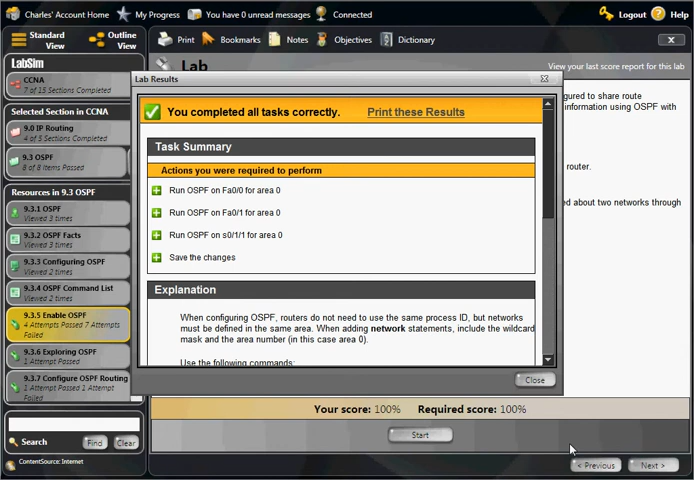 Charles' Account Home
My Progress
You have 0 unread messages
Connected
Logout
Help
Standard View
Outline View
Print
Bookmarks
Notes
Objectives
Dictionary
X
LabSim
CCNA
7 of 15 Sections Completed
Selected Section in CCNA
9.0 IP Routing
4 of 5 Sections Completed
9.3 OSPF
8 of 8 Items Passed
Resources in 9.3 OSPF
9.3.1 OSPF
Viewed 3 times
9.3.2 OSPF Facts
Viewed 3 times
9.3.3 Configuring OSPF
Viewed 2 times
9.3.4 OSPF Command List
Viewed 2 times
9.3.5 Enable OSPF
4 Attempts Passed 7 Attempts
Failed
9.3.6 Exploring OSPF
1 Attempt Passed
9.3.7 Configure OSPF Routing
1 Attempt Passed 1 Attempt
Failed
Search
Find
Clear
ContentSource: Internet
Lab
View your last score report for this lab
gured to share route
information using OSPF with
router.
ed about two networks through
Lab Results
You completed all tasks correctly.
Print these Results
Task Summary
Actions you were required to perform
Run OSPF on Fa0/0 for area 0
Run OSPF on Fa0/1 for area 0
Run OSPF on s0/1/1 for area 0
Save the changes
Explanation
When configuring OSPF, routers do not need to use the same process ID, but networks
must be defined in the same area. When adding network statements, include the wildcard
mask and the area number (in this case area 0).
Use the following commands:
Close
Your score: 100%
Required score: 100%
Start
< Previous
Next >